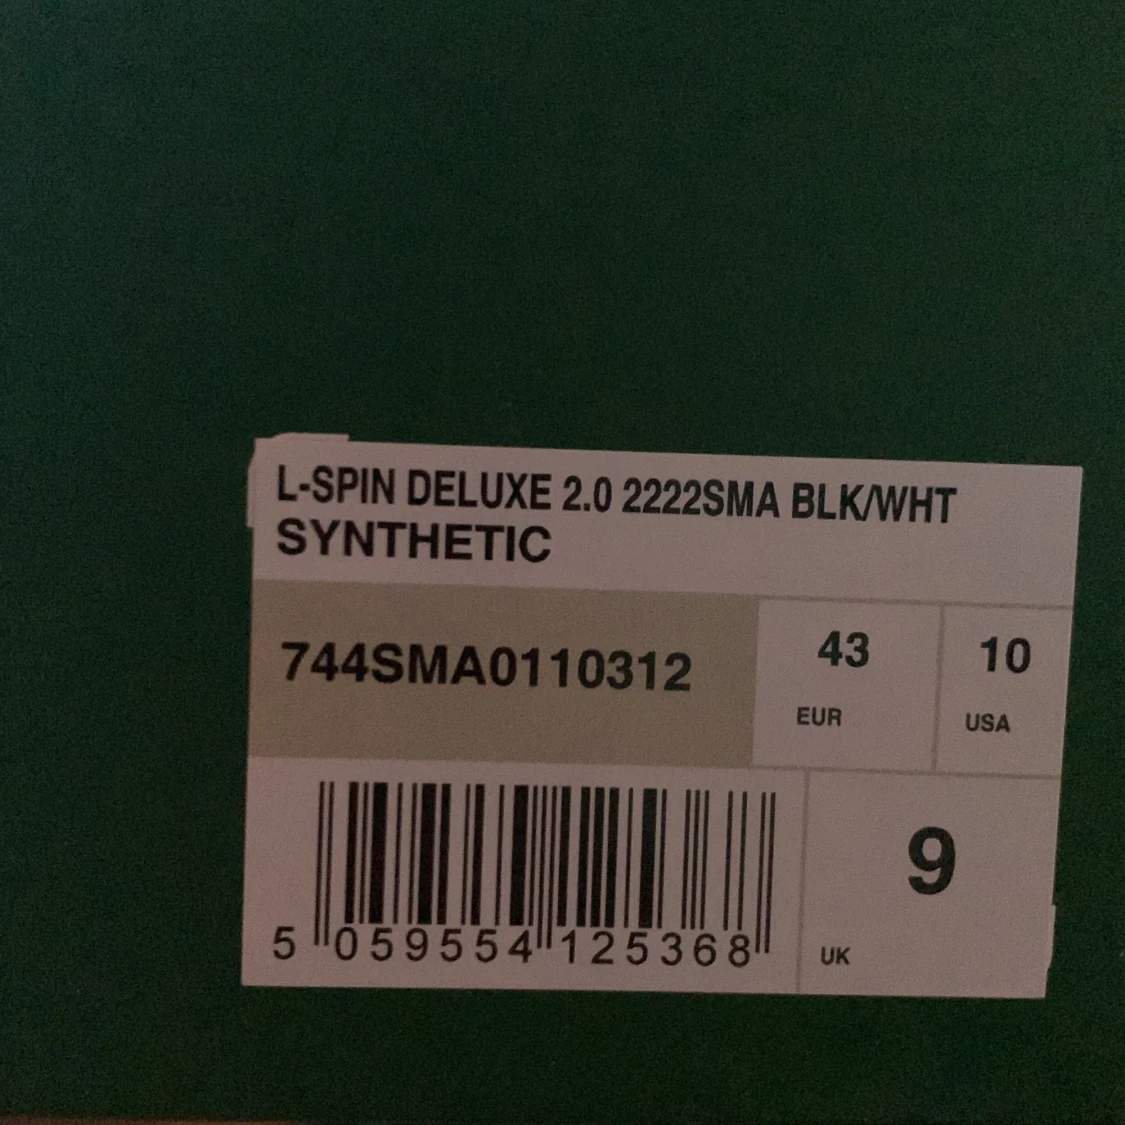 L-SPIN DELUXE 2.0 2222SMA BLK/WHT
SYNTHETIC
744SMA0110312
43
EUR
10
USA
5 059554 125368
9
UK